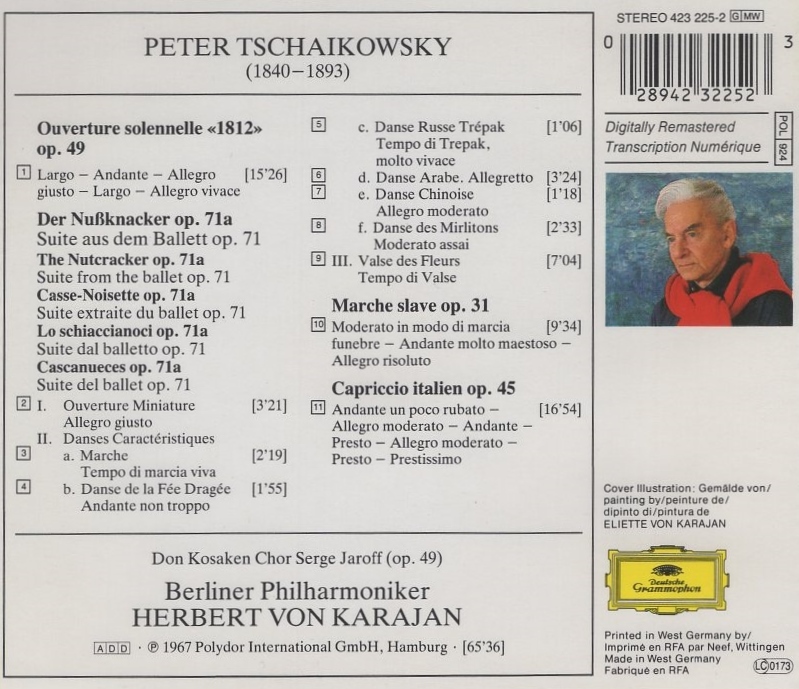 PETER TSCHAIKOWSKY
(1840–1893)
Ouverture solennelle «1812»
op. 49
1 Largo – Andante – Allegro [15'26]
giusto – Largo – Allegro vivace
Der Nußknacker op. 71a
Suite aus dem Ballett op. 71
The Nutcracker op. 71a
Suite from the ballet op. 71
Casse-Noisette op. 71a
Suite extraite du ballet op. 71
Lo schiaccianoci op. 71a
Suite dal balletto op. 71
Cascanueces op. 71a
Suite del ballet op. 71
2 I. Ouverture Miniature [3'21]
Allegro giusto
II. Danses Caractéristiques
3 a. Marche [2'19]
Tempo di marcia viva
4 b. Danse de la Fée Dragée [1'55]
Andante non troppo
5 c. Danse Russe Trépak [1'06]
Tempo di Trepak,
molto vivace
6 d. Danse Arabe. Allegretto [3'24]
7 e. Danse Chinoise [1'18]
Allegro moderato
8 f. Danse des Mirlitons [2'33]
Moderato assai
9 III. Valse des Fleurs [7'04]
Tempo di Valse
Marche slave op. 31
10 Moderato in modo di marcia [9'34]
funebre – Andante molto maestoso –
Allegro risoluto
Capriccio italien op. 45
11 Andante un poco rubato – [16'54]
Allegro moderato – Andante –
Presto – Allegro moderato –
Presto – Prestissimo
Don Kosaken Chor Serge Jaroff (op. 49)
Berliner Philharmoniker
HERBERT VON KARAJAN
ADD · ℗ 1967 Polydor International GmbH, Hamburg · [65'36]
STEREO 423 225-2 G MW
0 28942 32252 3
Digitally Remastered
Transcription Numérique
POL 924
Cover Illustration: Gemälde von/
painting by/peinture de/
dipinto di/pintura de
ELIETTE VON KARAJAN
Deutsche
Grammophon
Printed in West Germany by/
Imprimé en RFA par Neef, Wittingen
Made in West Germany
Fabriqué en RFA
LC 0173